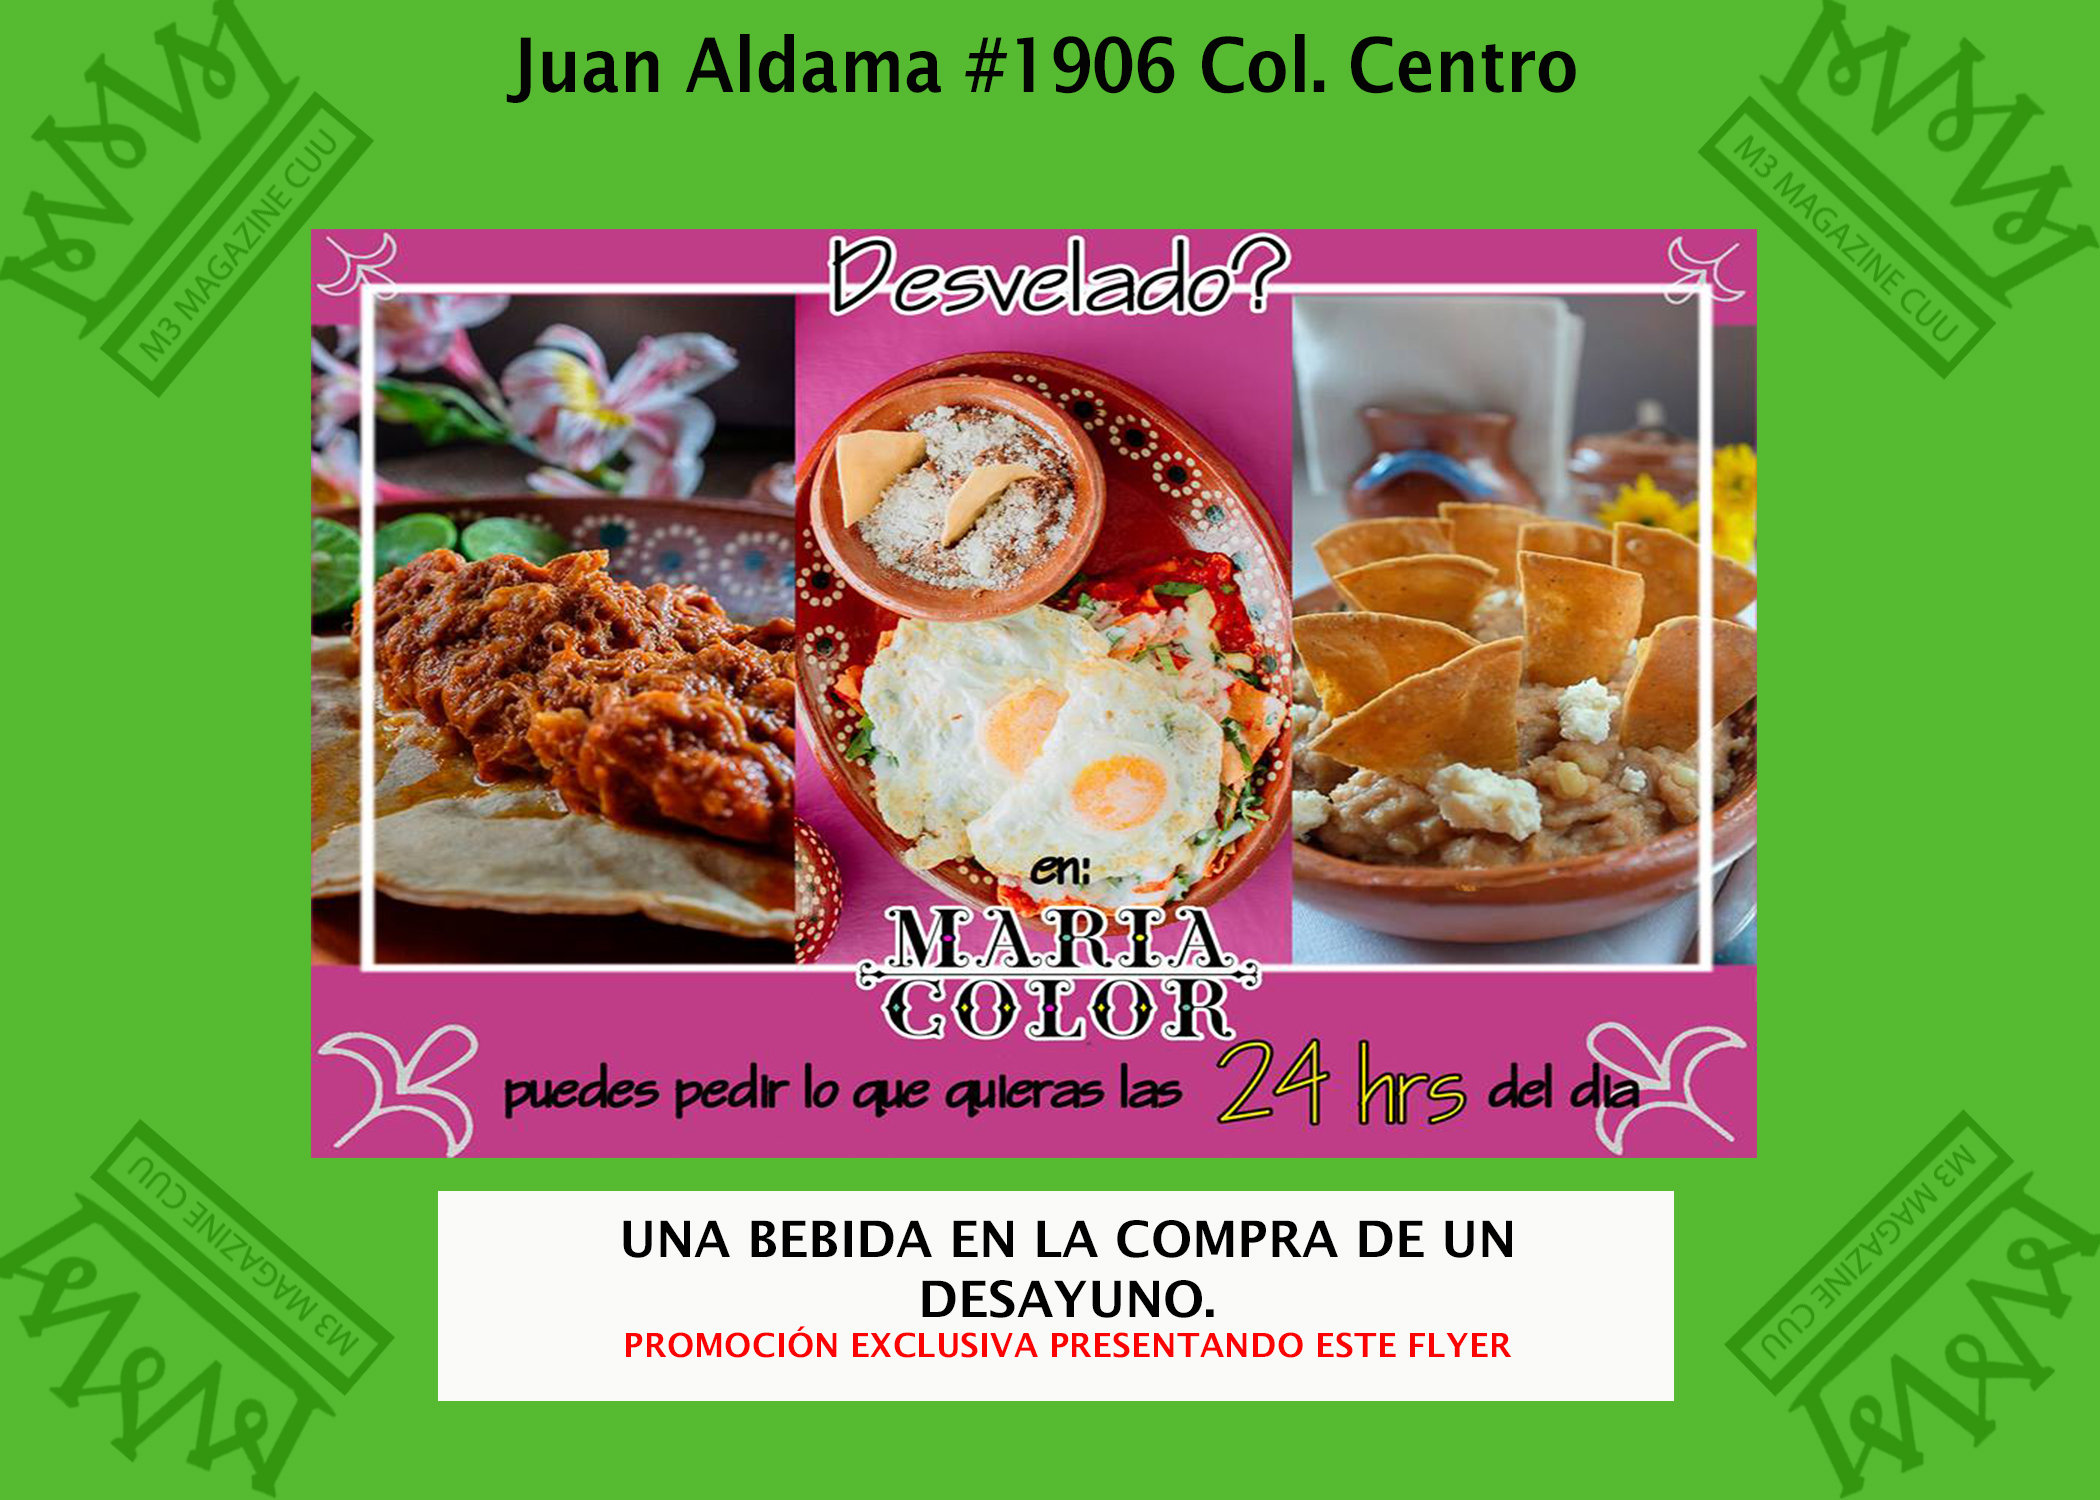 Juan Aldama #1906 Col. Centro
M3 MAGAZINE CUU
M3 MAGAZINE CUU
Desvelado?
en:
MARIA
COLOR
puedes pedir lo que quieras las 24 hrs del dia
M3 MAGAZINE CUU
M3 MAGAZINE CUU
UNA BEBIDA EN LA COMPRA DE UN
DESAYUNO.
PROMOCIÓN EXCLUSIVA PRESENTANDO ESTE FLYER